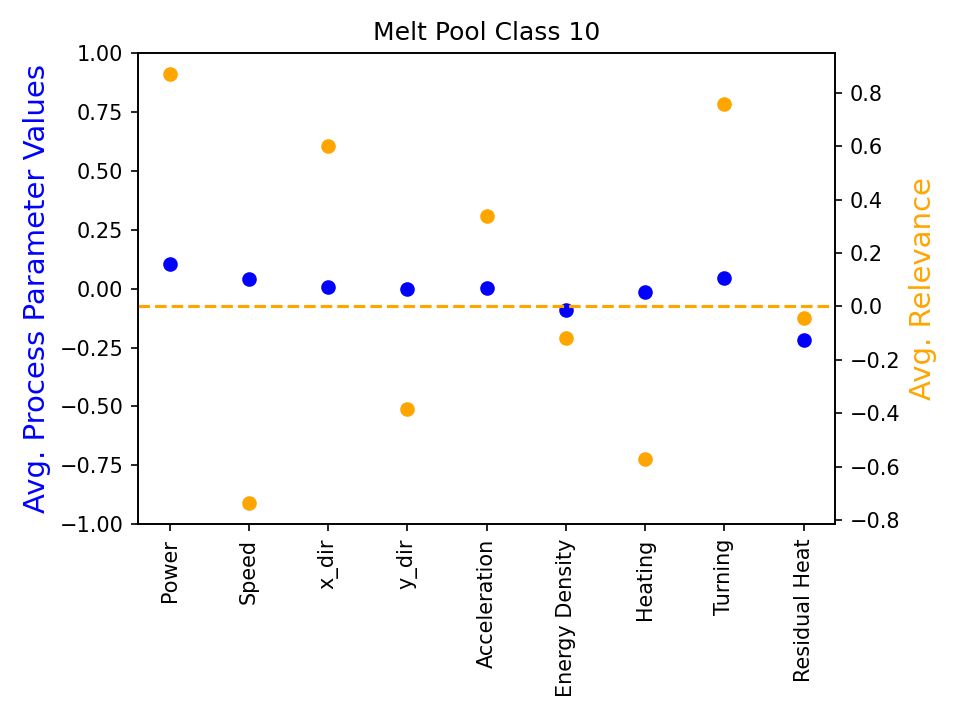 Melt Pool Class 10
Avg. Process Parameter Values
1.00
0.75
0.50
0.25
0.00
−0.25
−0.50
−0.75
−1.00
0.8
0.6
0.4
0.2
0.0
−0.2
−0.4
−0.6
−0.8
Avg. Relevance
Power
Speed
x_dir
y_dir
Acceleration
Energy Density
Heating
Turning
Residual Heat